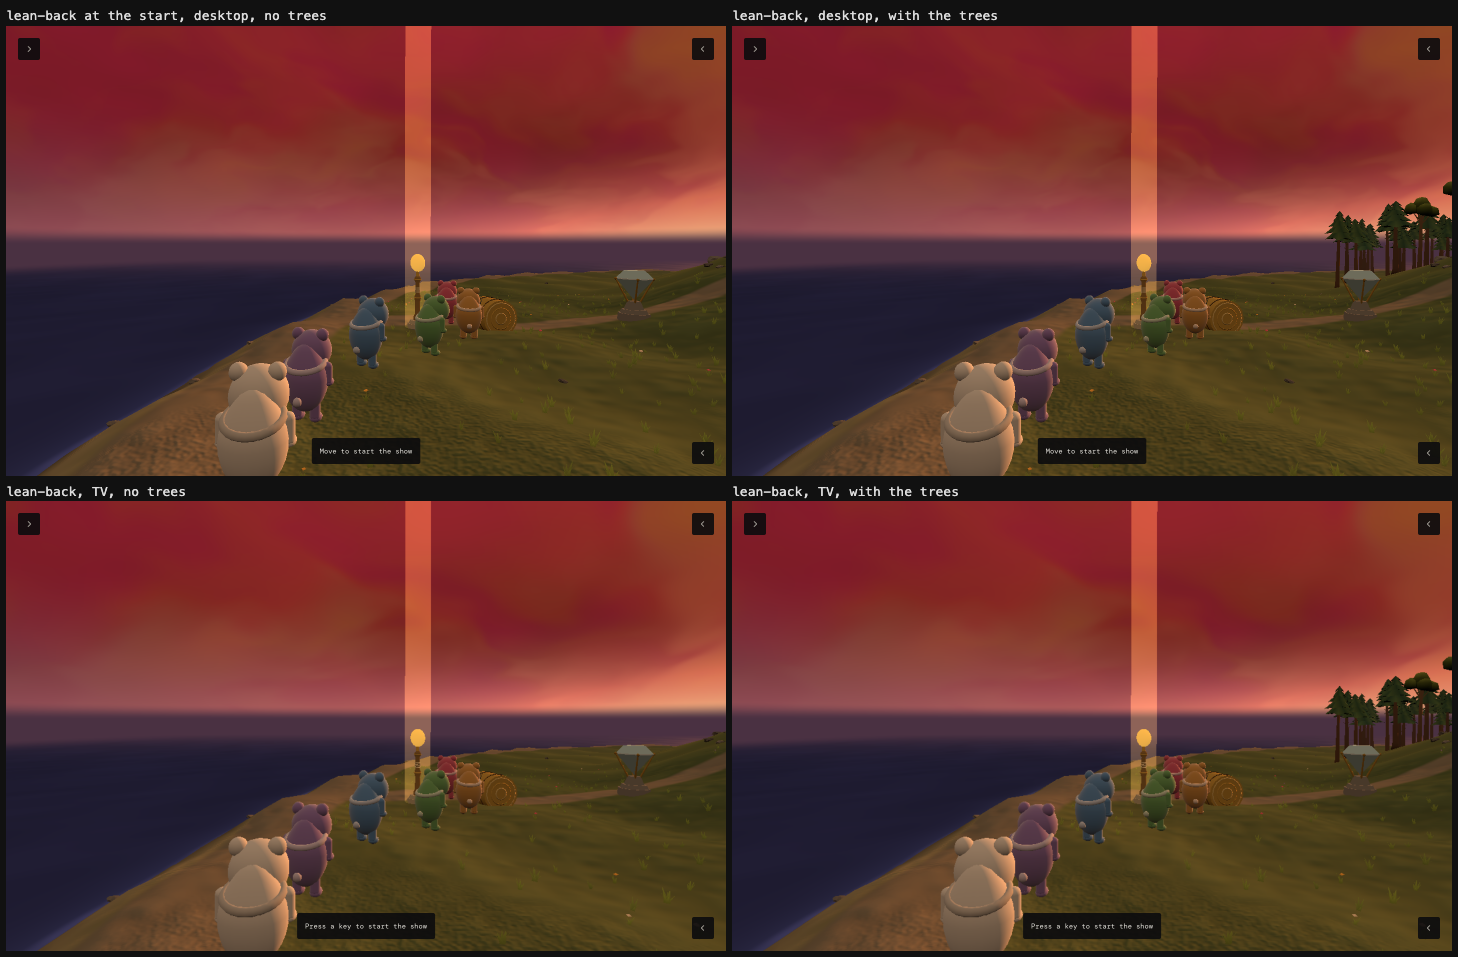 lean-back at the start, desktop, no trees
lean-back, desktop, with the trees
Move to start the show
Move to start the show
lean-back, TV, no trees
lean-back, TV, with the trees
Press a key to start the show
Press a key to start the show